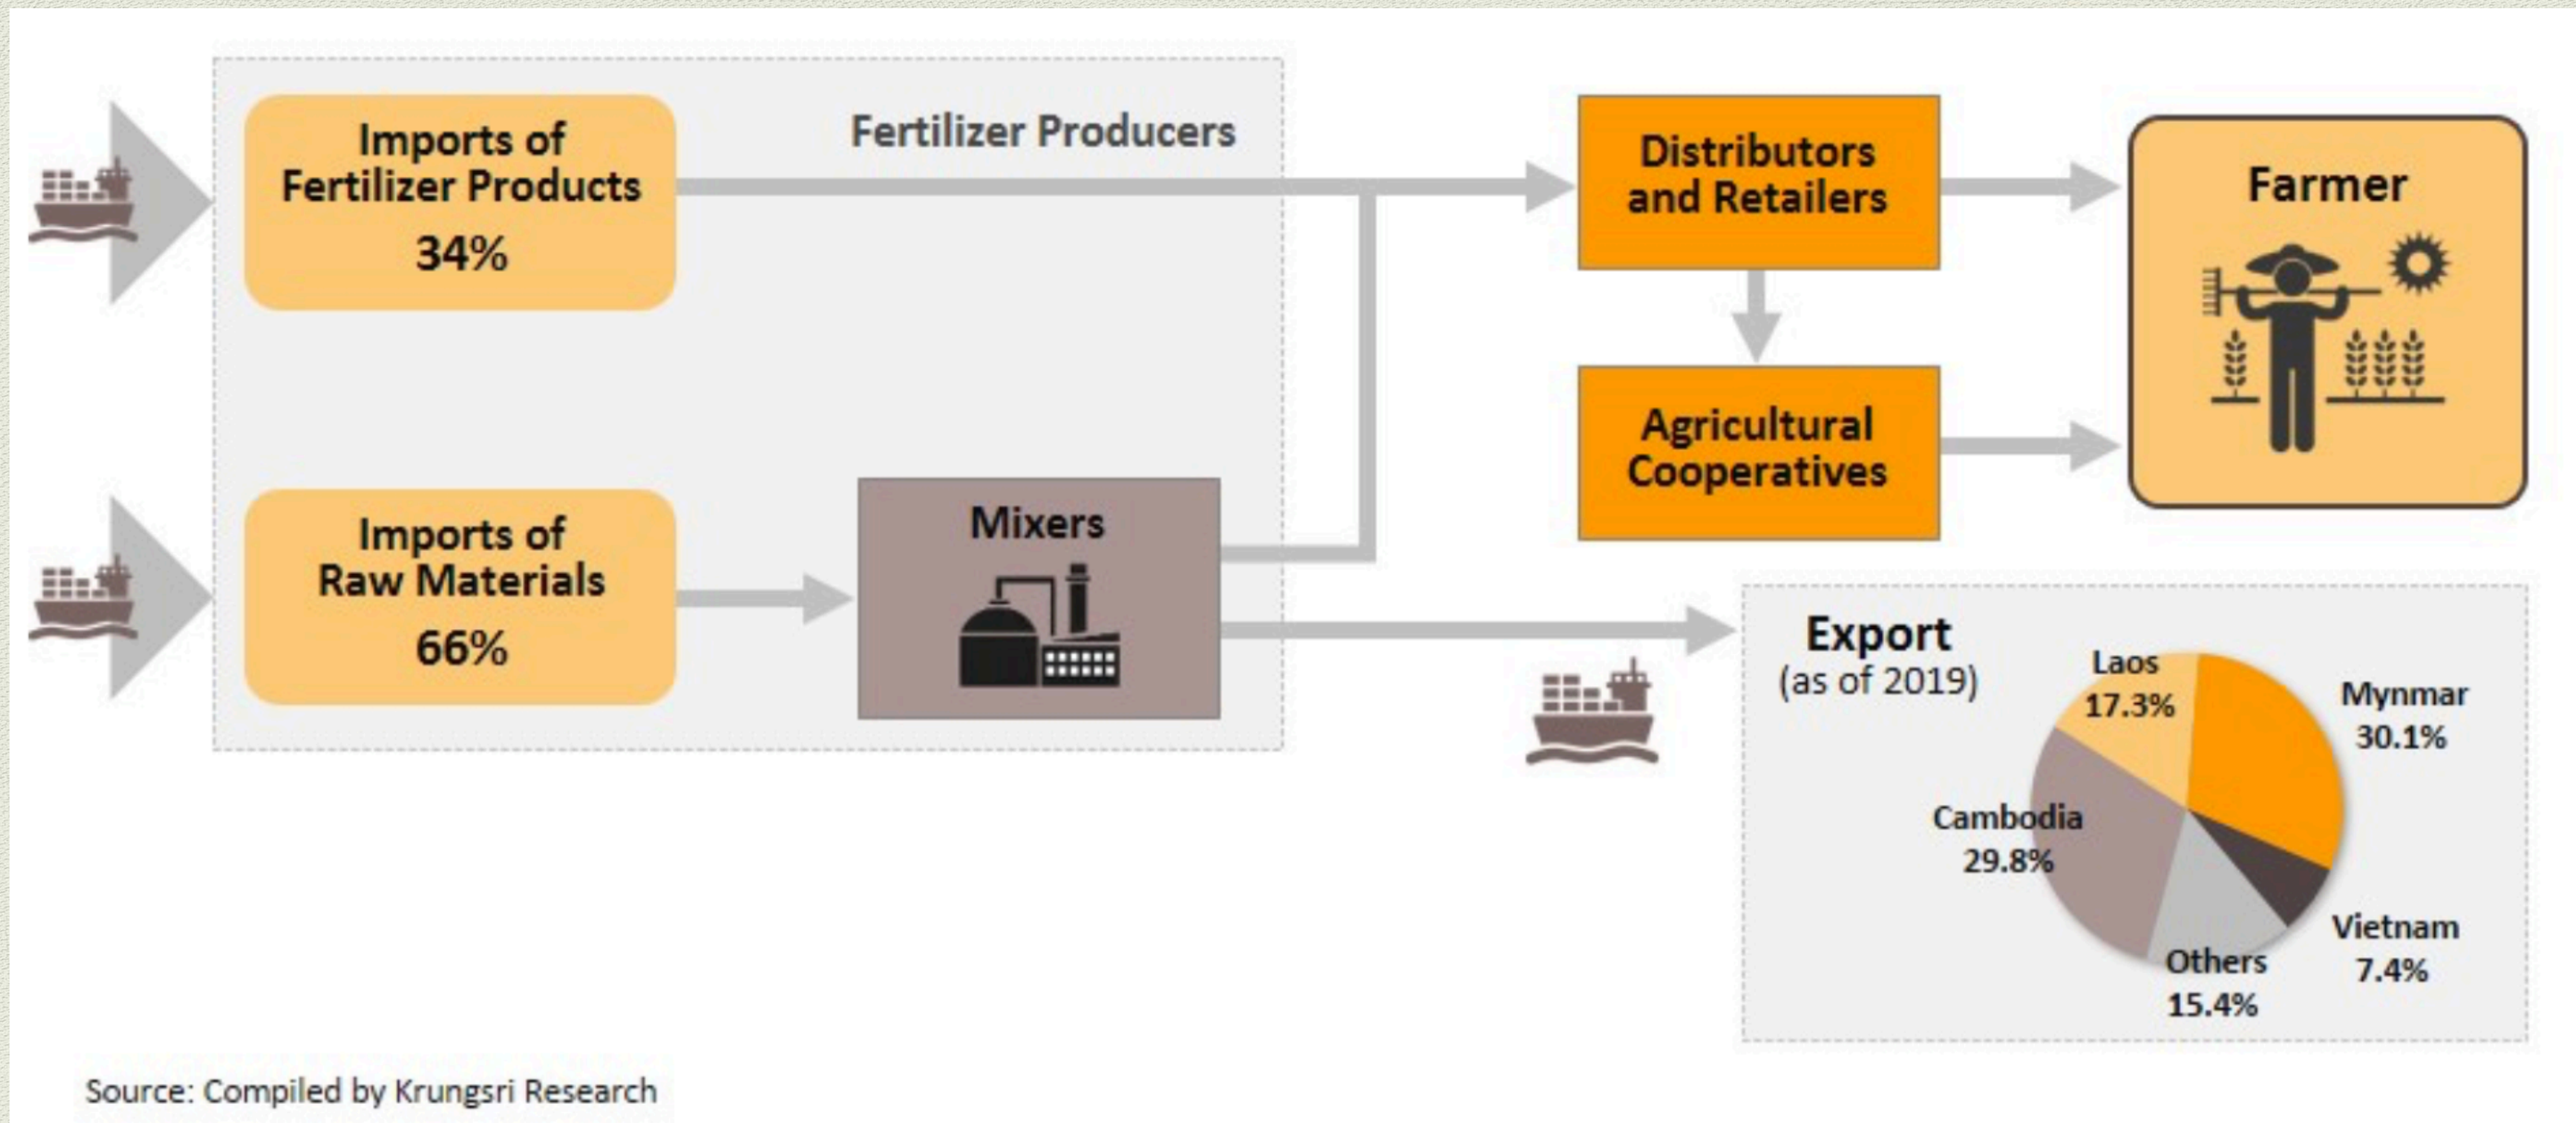 Imports of
Fertilizer Products
34%
Fertilizer Producers
Distributors
and Retailers
Farmer
Agricultural
Cooperatives
Imports of
Raw Materials
66%
Mixers
Export
(as of 2019)
Laos
17.3%
Mynmar
30.1%
Cambodia
29.8%
Vietnam
7.4%
Others
15.4%
Source: Compiled by Krungsri Research